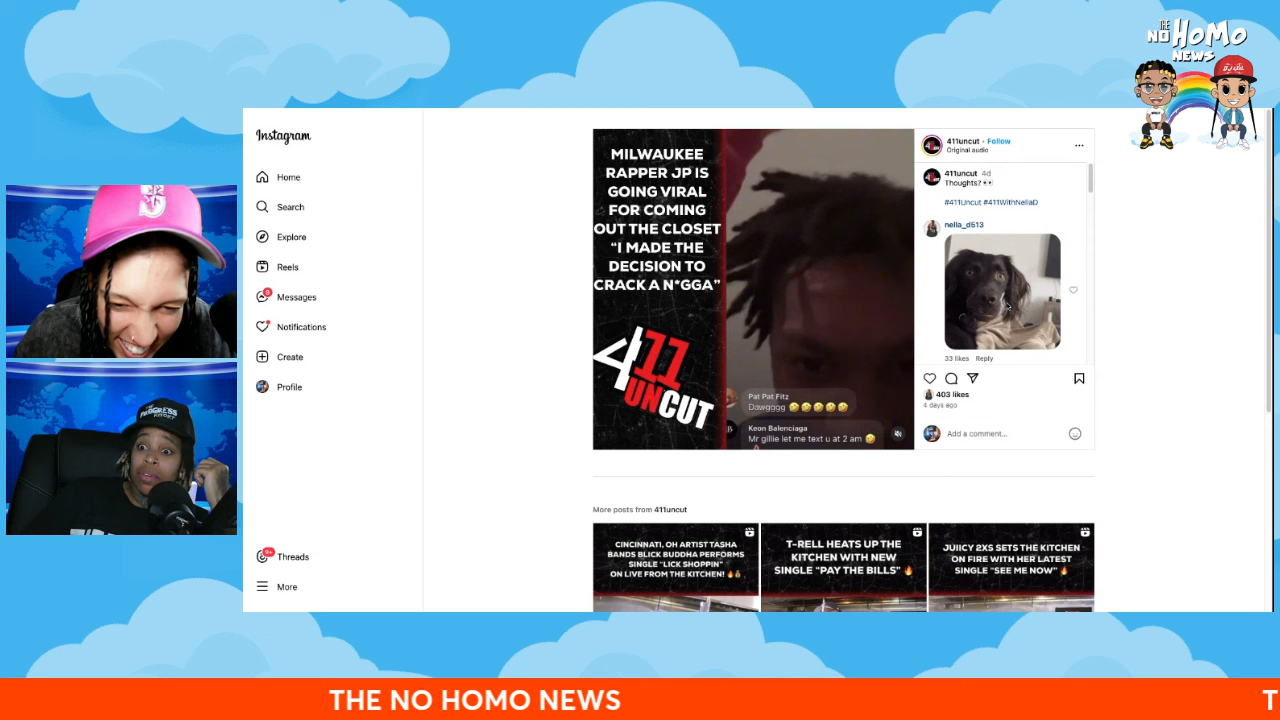 THE
NO HOMO
NEWS
Instagram
Home
Search
Explore
Reels
Messages
Notifications
Create
Profile
9+
Threads
More
MILWAUKEE
RAPPER JP IS
GOING VIRAL
FOR COMING
OUT THE CLOSET
"I MADE THE
DECISION TO
CRACK A N*GGA"
411
UNCUT
Pat Pat Fitz
Dawgggg 🤣🤣🤣🤣🤣
Keon Balenciaga
Mr gillie let me text u at 2 am 🤣
411uncut • Follow
Original audio
411uncut 4d
Thoughts? 👀
#411Uncut #411WithNellaD
nella_d513
33 likes Reply
403 likes
4 days ago
Add a comment...
More posts from 411uncut
CINCINNATI, OH ARTIST TASHA
BANDS BLICK BUDDHA PERFORMS
SINGLE "LICK SHOPPIN"
ON LIVE FROM THE KITCHEN! 🔥💰
T-RELL HEATS UP THE
KITCHEN WITH NEW
SINGLE "PAY THE BILLS" 🔥
JUIICY 2XS SETS THE KITCHEN
ON FIRE WITH HER LATEST
SINGLE "SEE ME NOW" 🔥
PROGRESS
THE NO HOMO NEWS
T